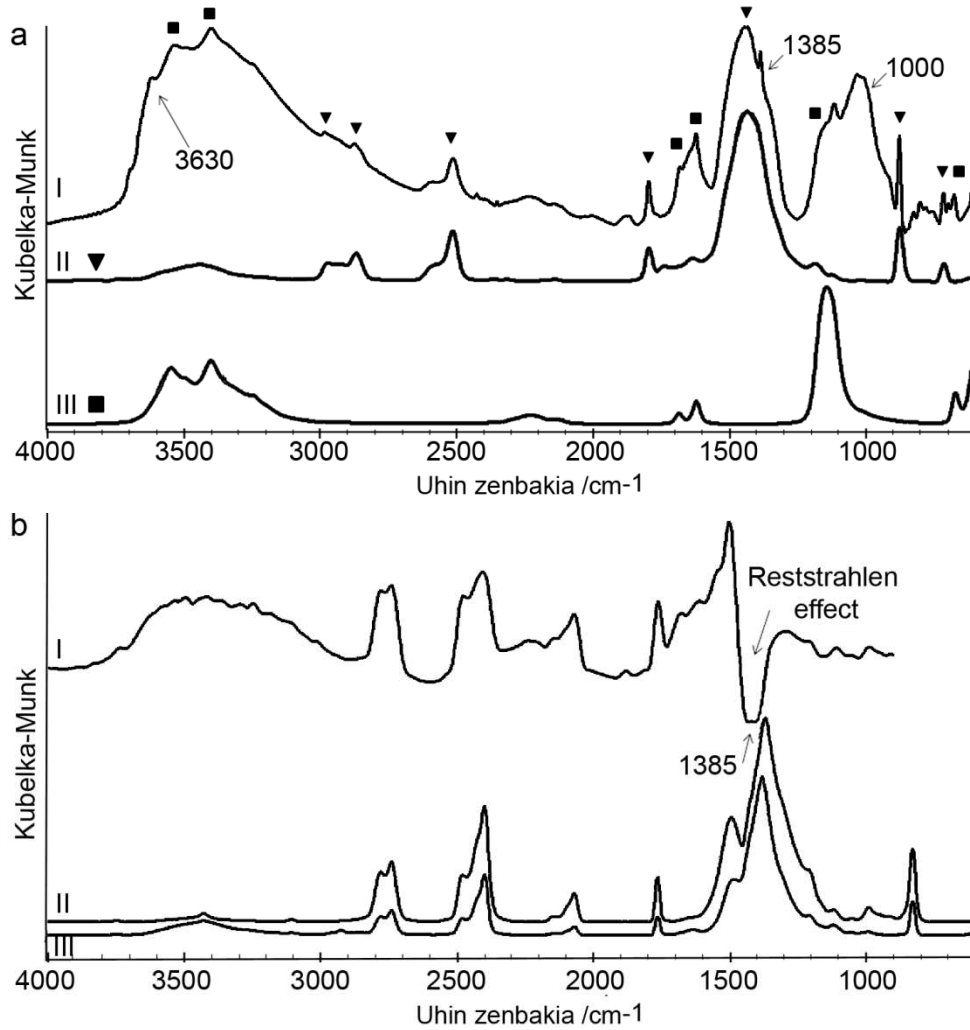 a
1385
1000
3630
I
II
III
Kubelka-Munk
4000 3500 3000 2500 2000 1500 1000
Uhin zenbakia /cm-1
b
Reststrahlen
effect
I
1385
II
III
Kubelka-Munk
4000 3500 3000 2500 2000 1500 1000
Uhin zenbakia /cm-1